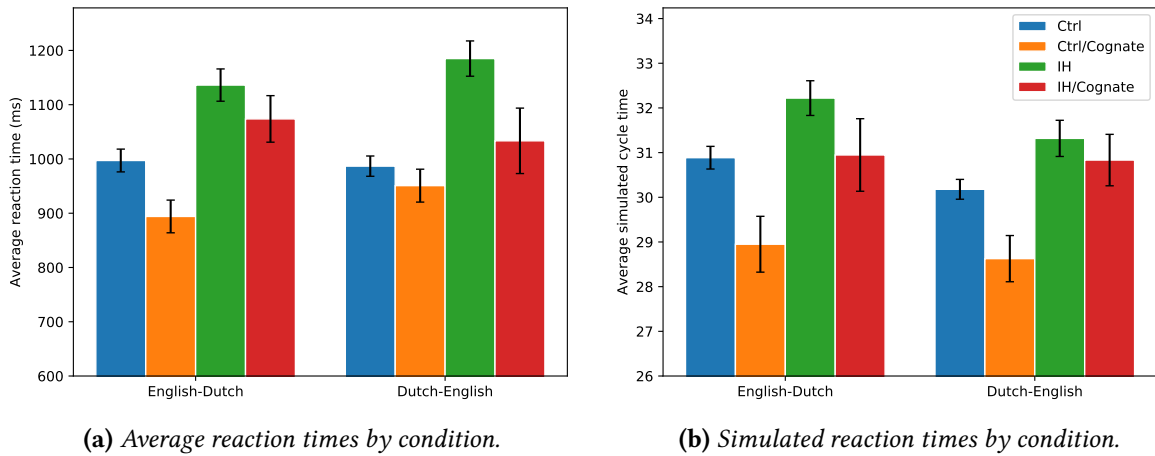 1200
1100
1000
900
800
700
600
Average reaction time (ms)
English-Dutch
Dutch-English
(a) Average reaction times by condition.
34
33
32
31
30
29
28
27
26
Average simulated cycle time
Ctrl
Ctrl/Cognate
IH
IH/Cognate
English-Dutch
Dutch-English
(b) Simulated reaction times by condition.